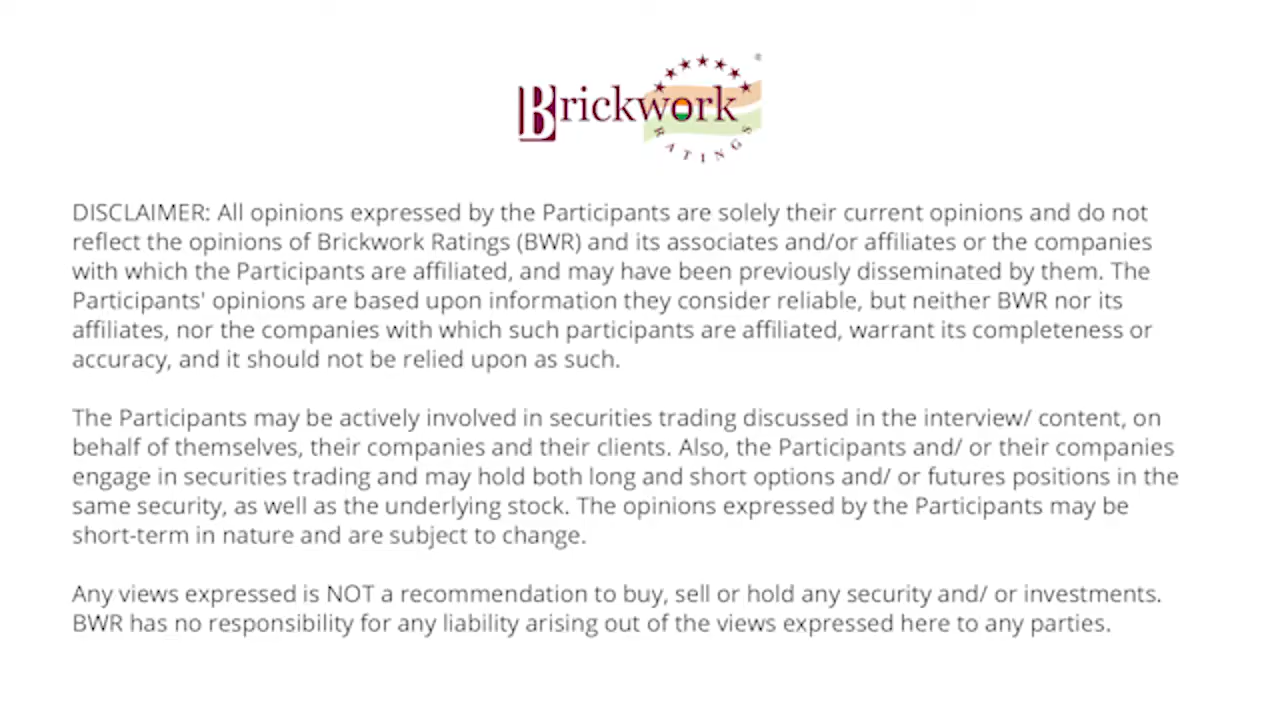 Brickwork
RATINGS
®
DISCLAIMER: All opinions expressed by the Participants are solely their current opinions and do not
reflect the opinions of Brickwork Ratings (BWR) and its associates and/or affiliates or the companies
with which the Participants are affiliated, and may have been previously disseminated by them. The
Participants' opinions are based upon information they consider reliable, but neither BWR nor its
affiliates, nor the companies with which such participants are affiliated, warrant its completeness or
accuracy, and it should not be relied upon as such.
The Participants may be actively involved in securities trading discussed in the interview/ content, on
behalf of themselves, their companies and their clients. Also, the Participants and/ or their companies
engage in securities trading and may hold both long and short options and/ or futures positions in the
same security, as well as the underlying stock. The opinions expressed by the Participants may be
short-term in nature and are subject to change.
Any views expressed is NOT a recommendation to buy, sell or hold any security and/ or investments.
BWR has no responsibility for any liability arising out of the views expressed here to any parties.